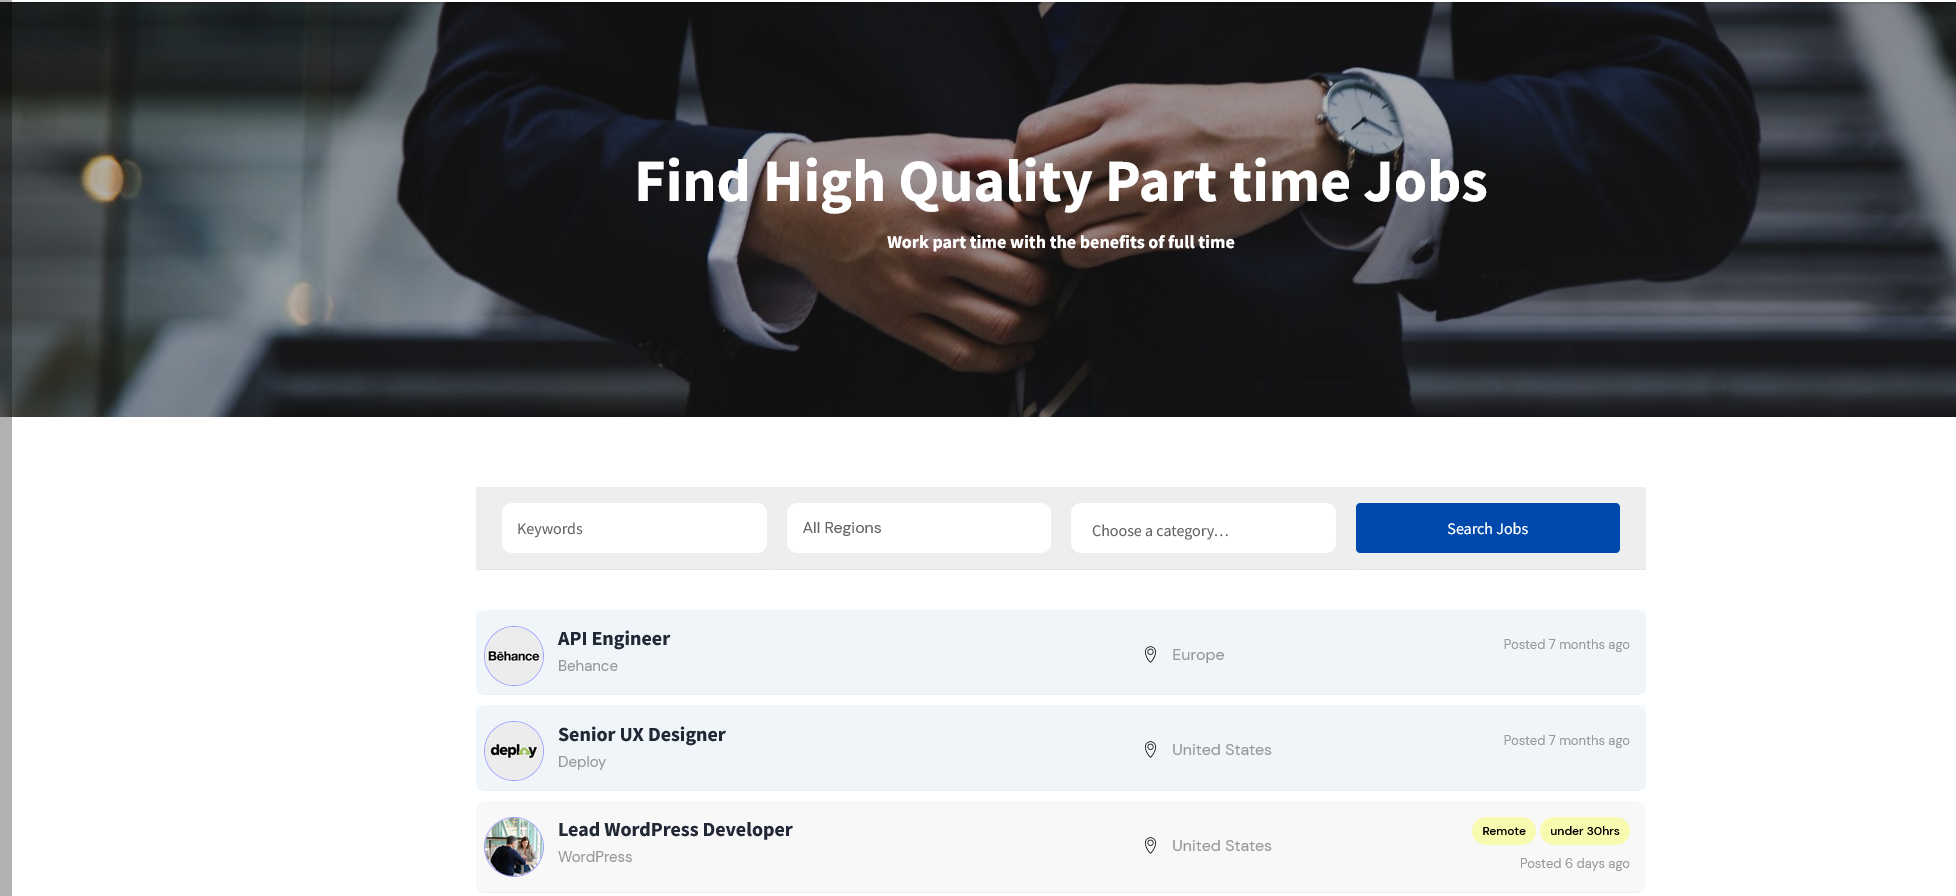 Find High Quality Part time Jobs
Work part time with the benefits of full time
Keywords
All Regions
Choose a category...
Search Jobs
Bēhance
API Engineer
Behance
Europe
Posted 7 months ago
deploy
Senior UX Designer
Deploy
United States
Posted 7 months ago
Lead WordPress Developer
WordPress
United States
Remote
under 30hrs
Posted 6 days ago